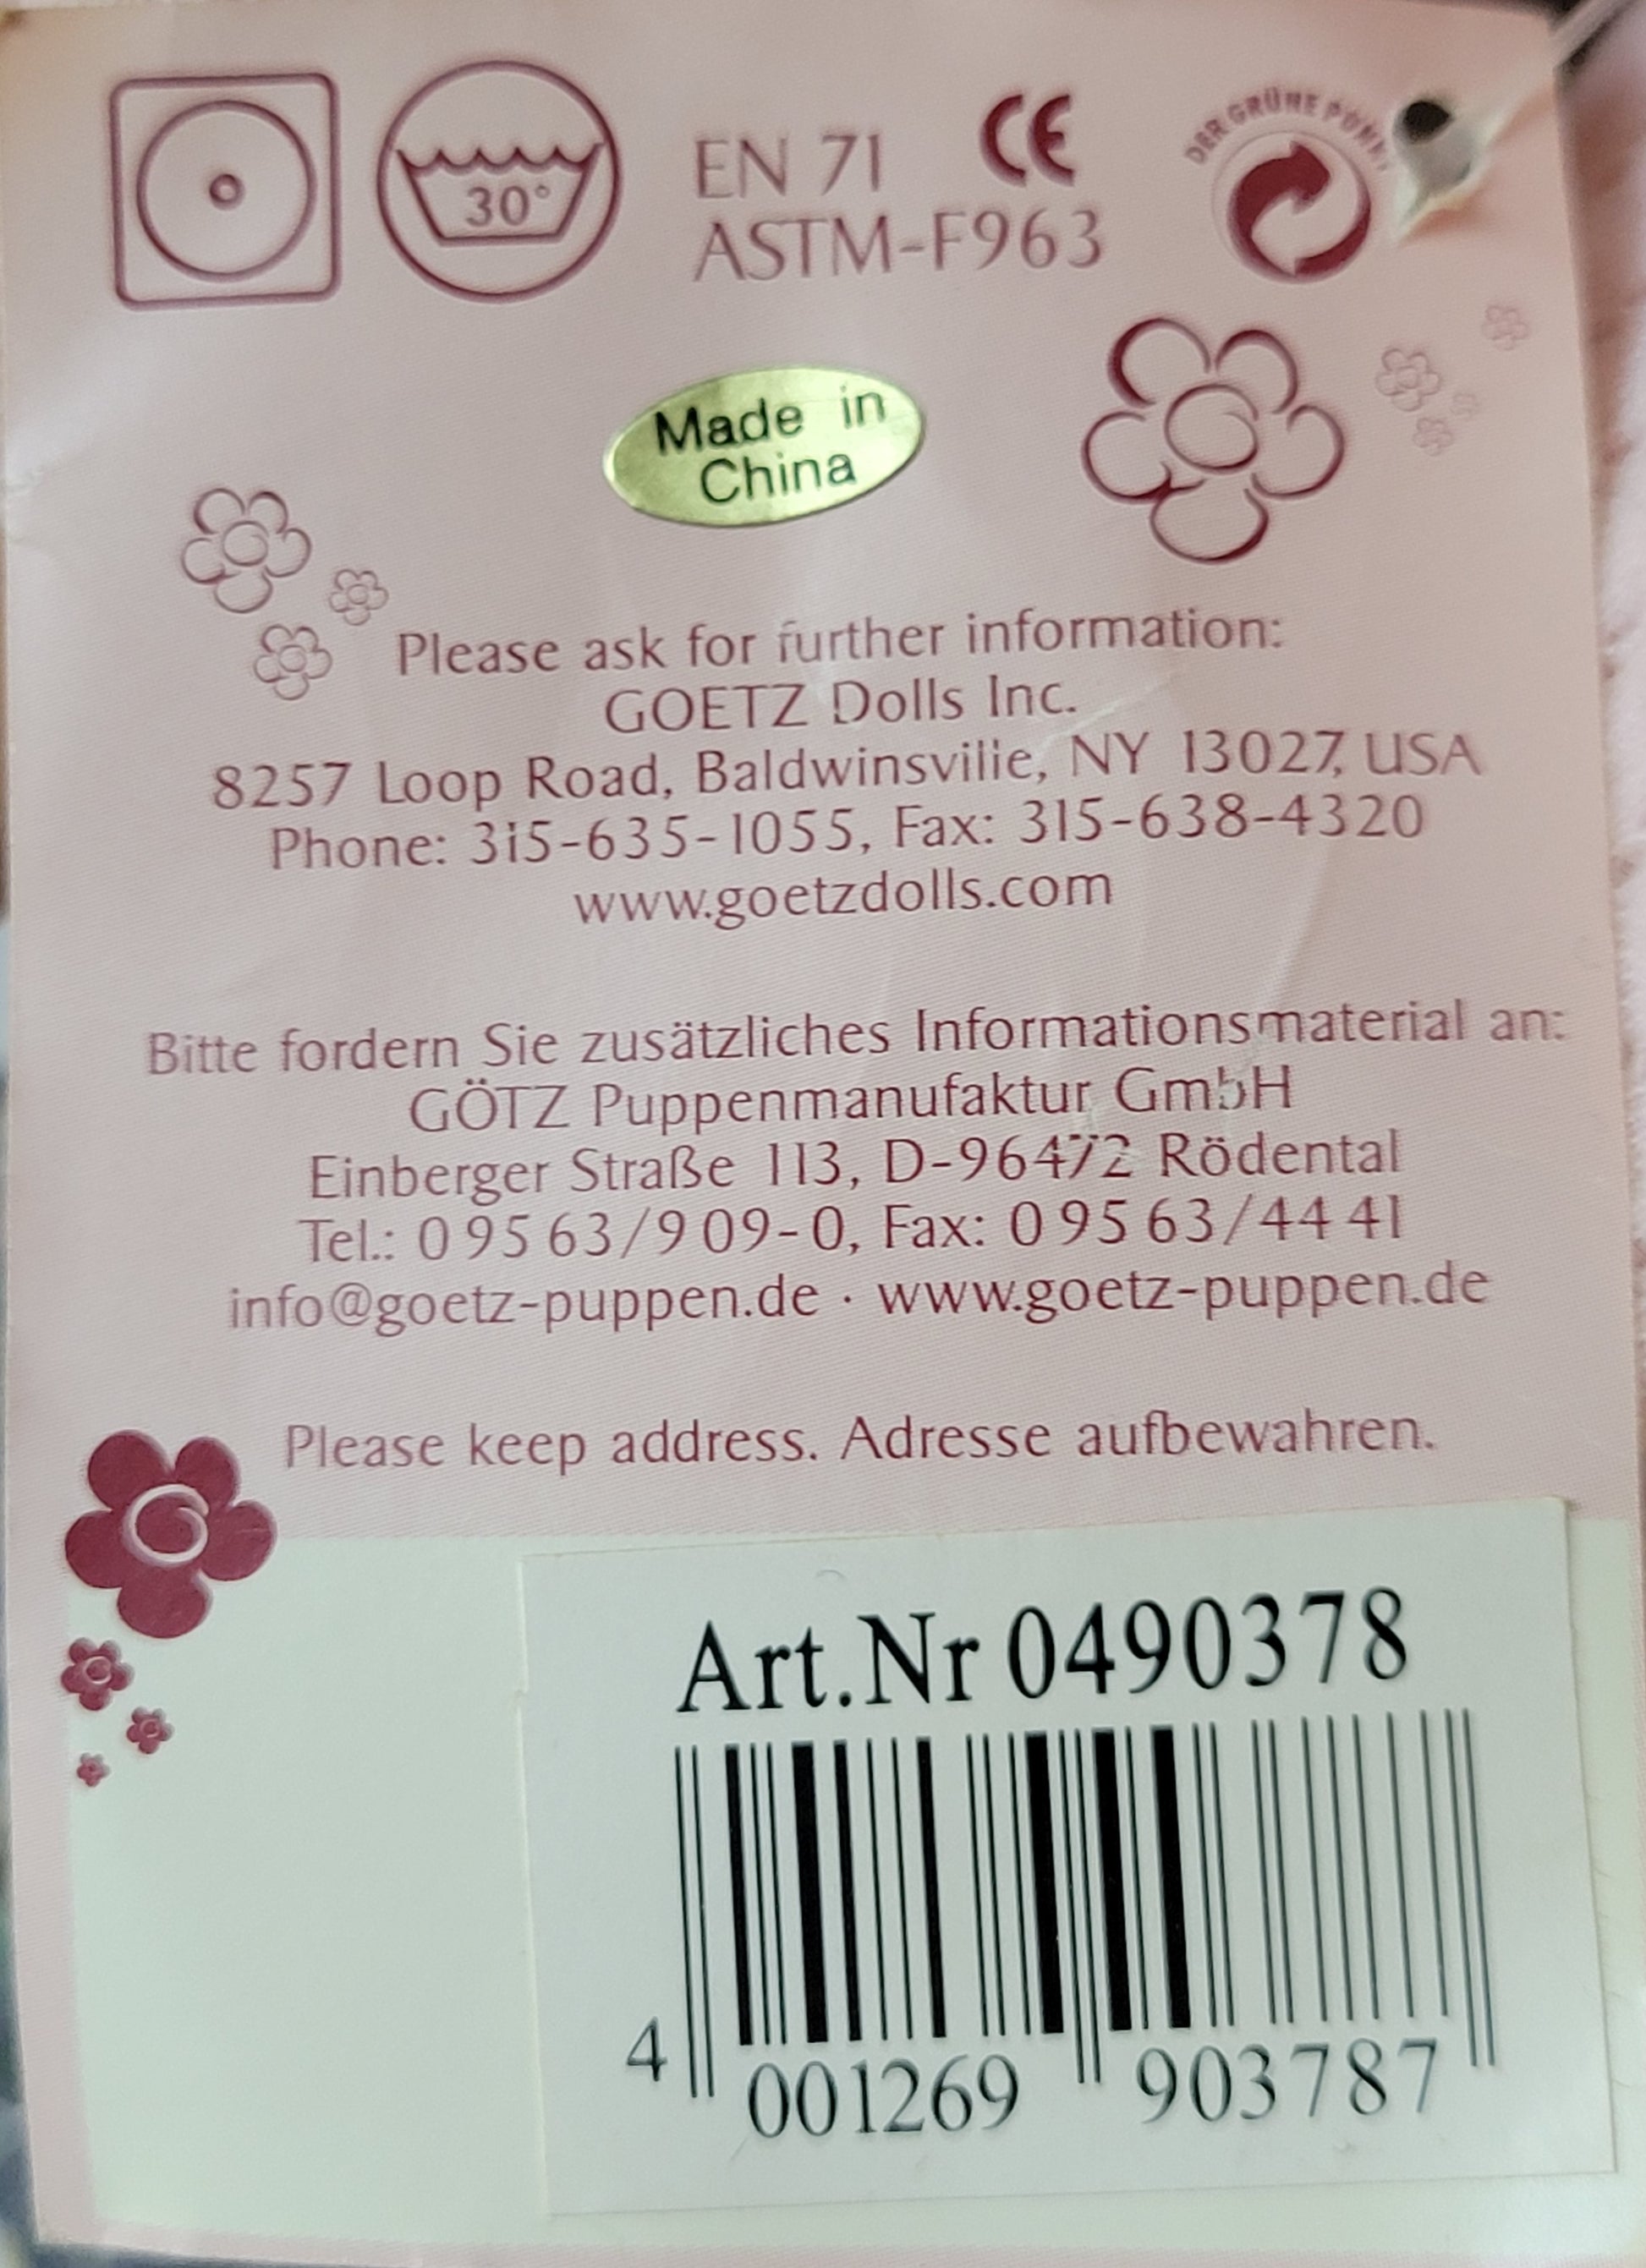 30°
EN 71 CE
ASTM-F963
DER GRÜNE PUNKT
Made in
China
Please ask for further information:
GOETZ Dolls Inc.
8257 Loop Road, Baldwinsville, NY 13027, USA
Phone: 315-635-1055, Fax: 315-638-4320
www.goetzdolls.com
Bitte fordern Sie zusätzliches Informationsmaterial an:
GÖTZ Puppenmanufaktur GmbH
Einberger Straße 113, D-96472 Rödental
Tel.: 0 95 63/9 09-0, Fax: 0 95 63/44 41
info@goetz-puppen.de · www.goetz-puppen.de
Please keep address. Adresse aufbewahren.
Art.Nr 0490378
4 001269 903787